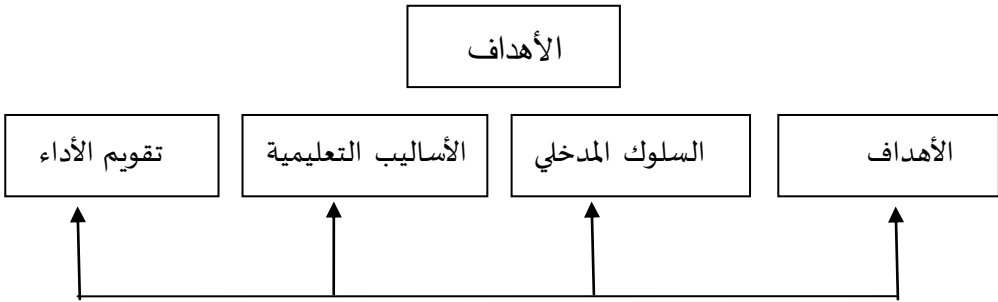 الأهداف
الأهداف
السلوك المدخلي
الأساليب التعليمية
تقويم الأداء